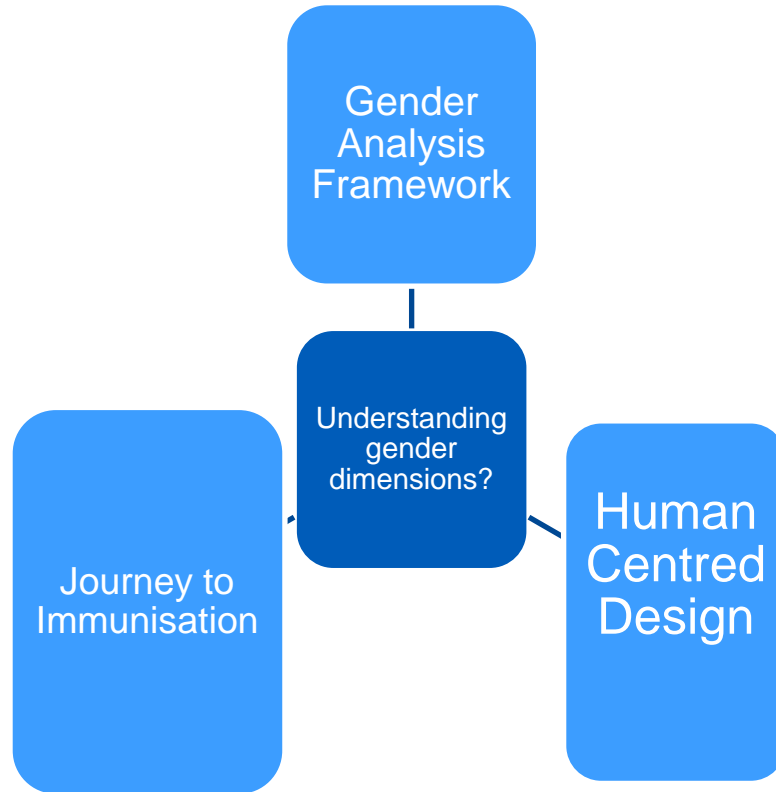 Gender
Analysis
Framework
Understanding
gender
dimensions?
Journey to
Immunisation
Human
Centred
Design